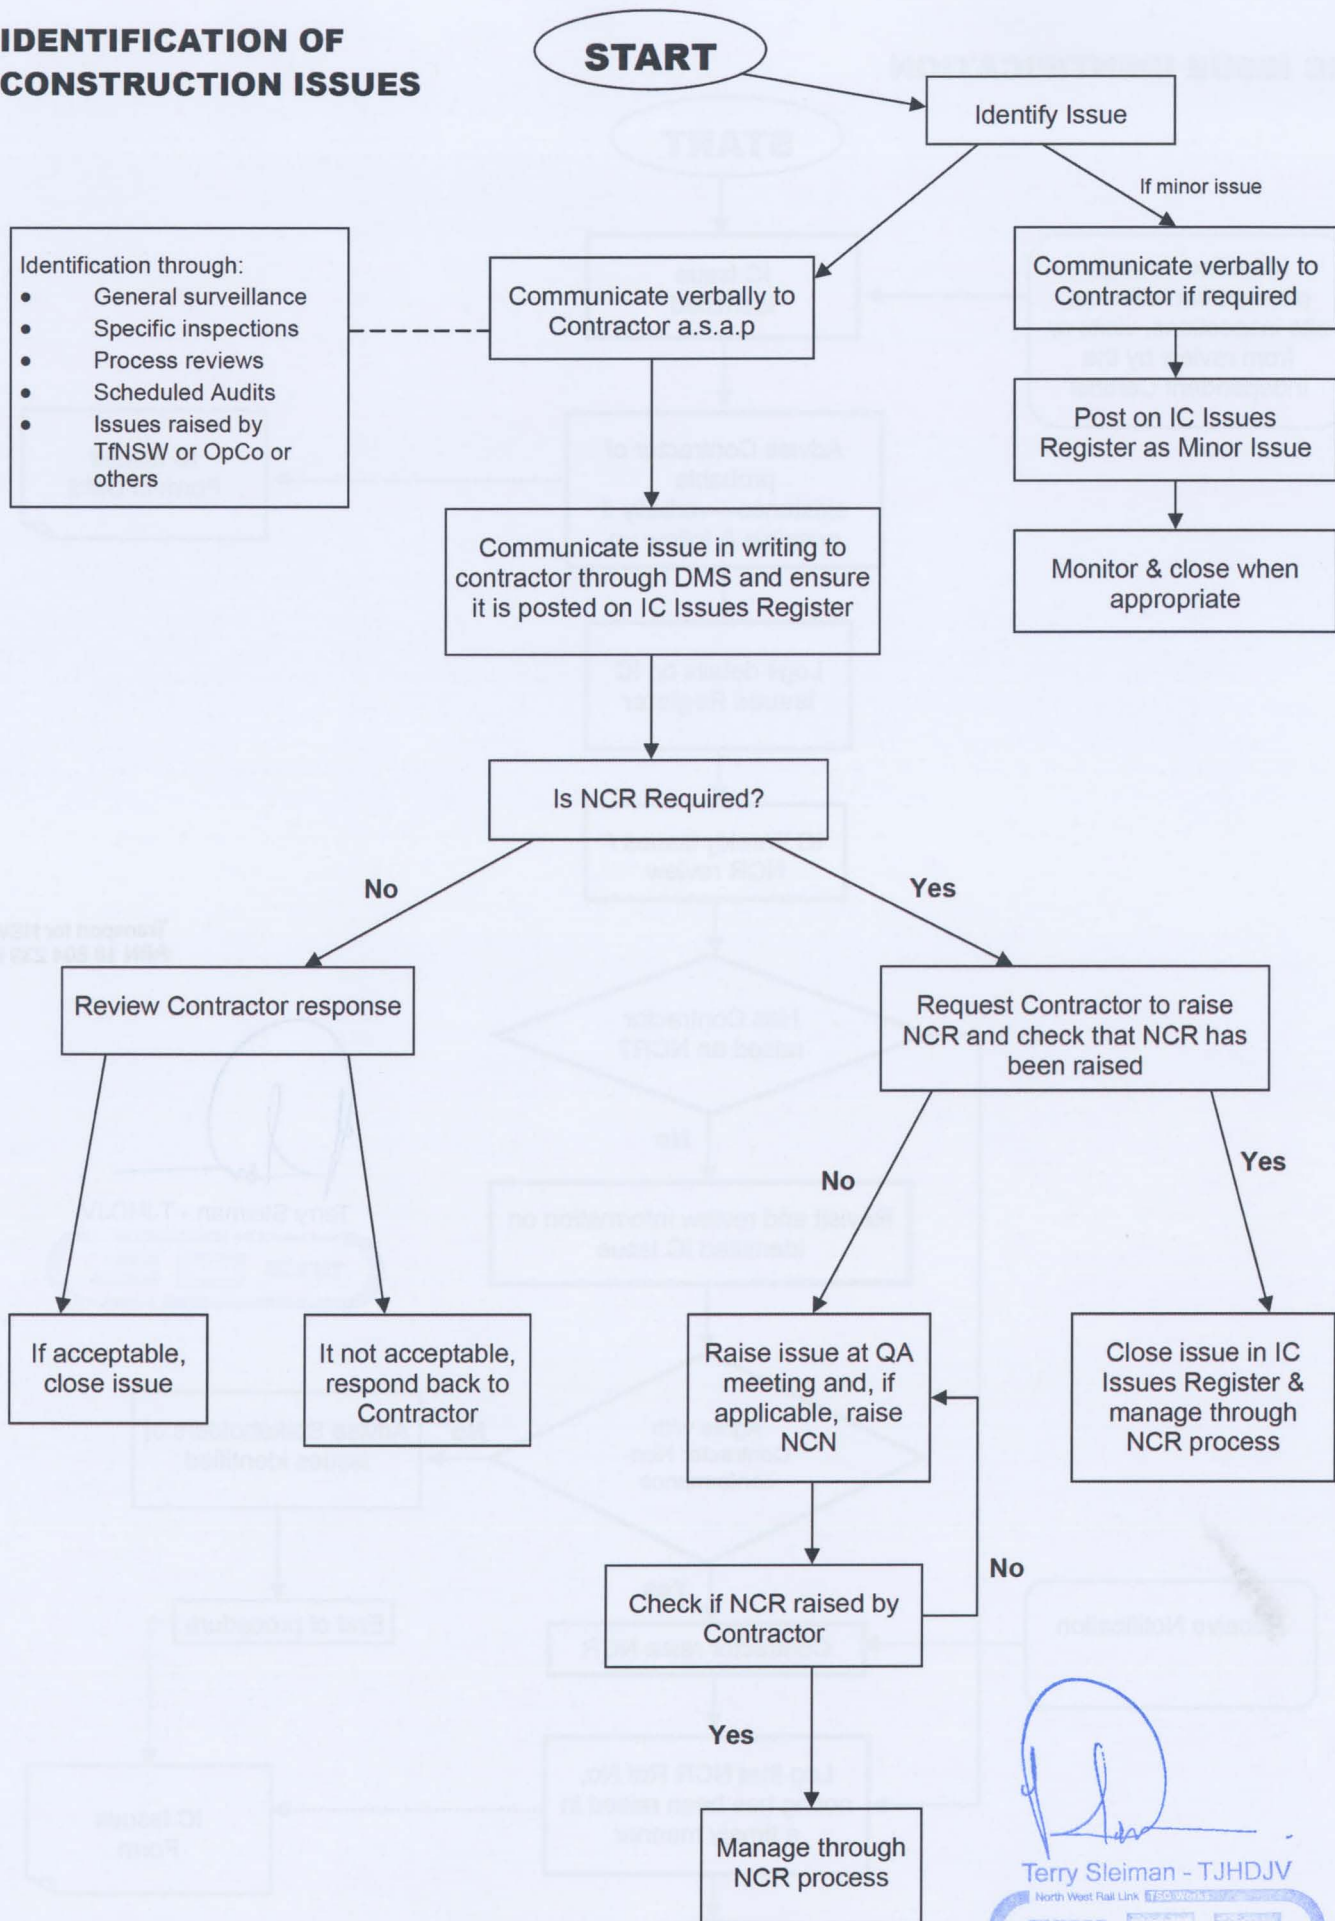 IDENTIFICATION OF
CONSTRUCTION ISSUES
START
Identify Issue
If minor issue
Identification through:
• General surveillance
• Specific inspections
• Process reviews
• Scheduled Audits
• Issues raised by
TfNSW or OpCo or
others
Communicate verbally to
Contractor a.s.a.p
Communicate verbally to
Contractor if required
Post on IC Issues
Register as Minor Issue
Monitor & close when
appropriate
Communicate issue in writing to
contractor through DMS and ensure
it is posted on IC Issues Register
Is NCR Required?
No
Yes
Review Contractor response
Request Contractor to raise
NCR and check that NCR has
been raised
No
Yes
If acceptable,
close issue
It not acceptable,
respond back to
Contractor
Raise issue at QA
meeting and, if
applicable, raise
NCN
Close issue in IC
Issues Register &
manage through
NCR process
No
Check if NCR raised by
Contractor
Yes
Manage through
NCR process
Terry Sleiman - TJHDJV
North West Rail Link TSC Works